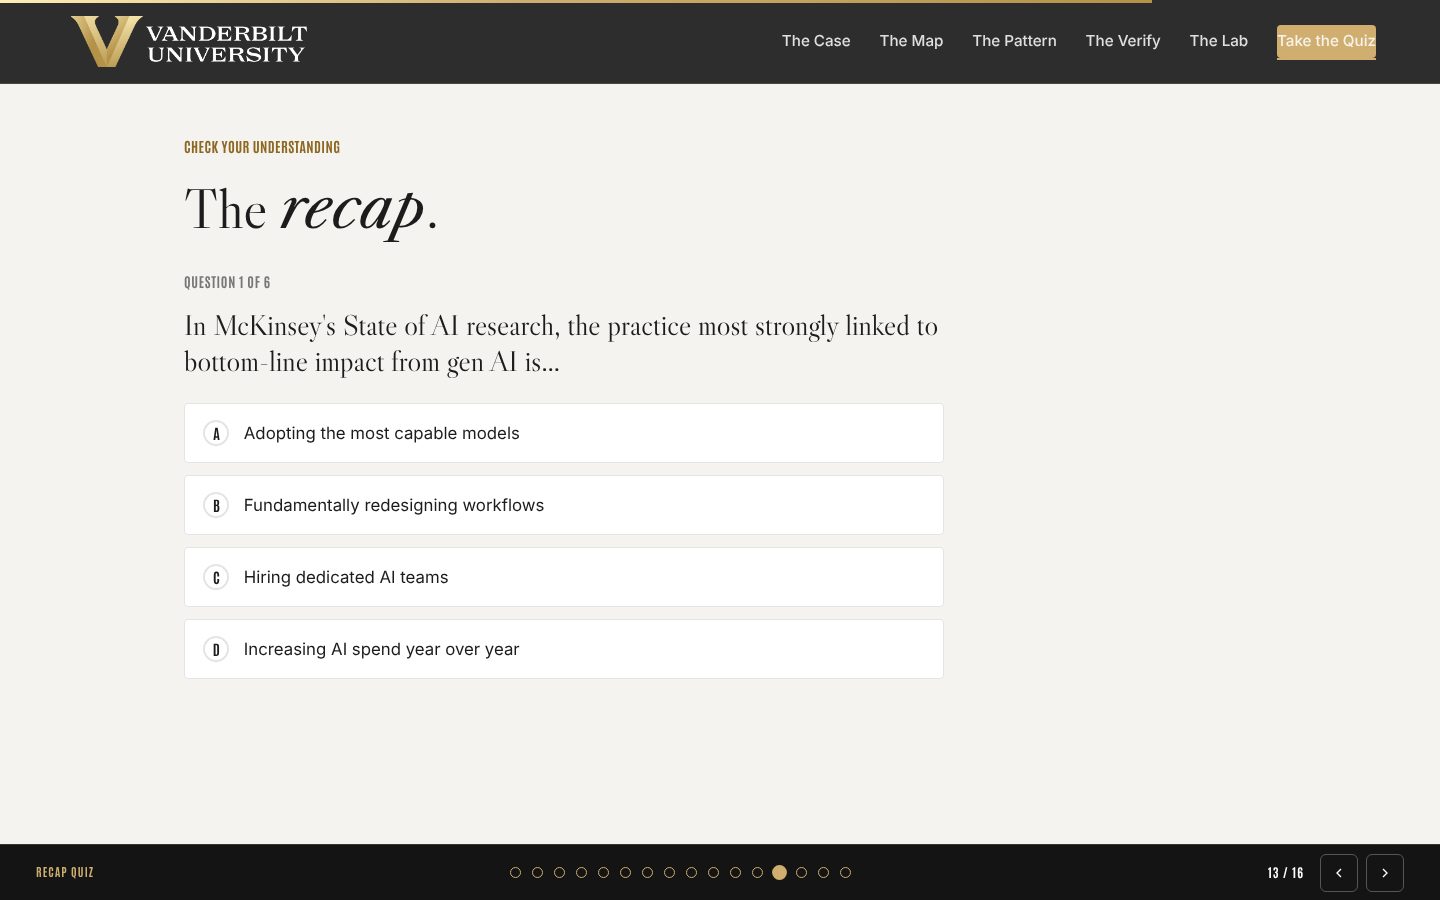 VANDERBILT
UNIVERSITY
The Case
The Map
The Pattern
The Verify
The Lab
Take the Quiz
CHECK YOUR UNDERSTANDING
The recap.
QUESTION 1 OF 6
In McKinsey's State of AI research, the practice most strongly linked to
bottom-line impact from gen AI is...
A Adopting the most capable models
B Fundamentally redesigning workflows
C Hiring dedicated AI teams
D Increasing AI spend year over year
RECAP QUIZ
13 / 16